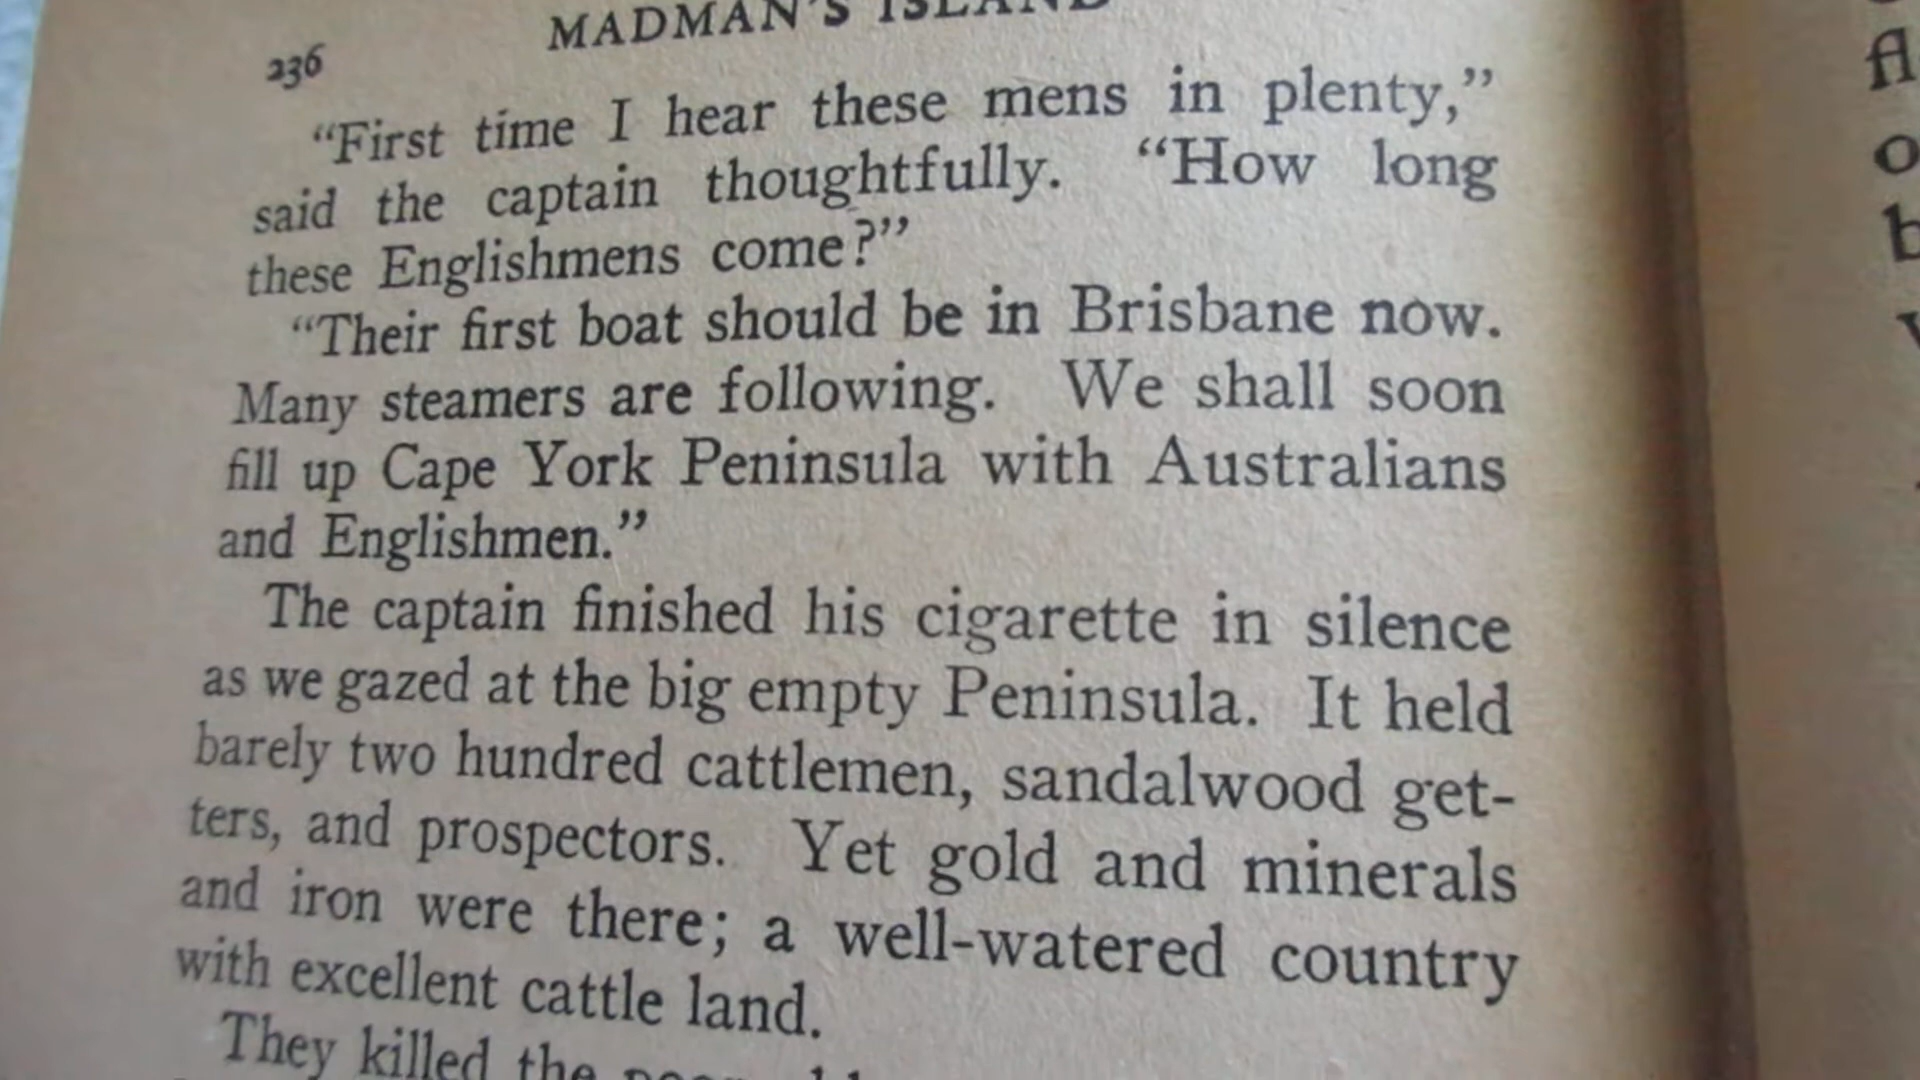 236 MADMAN'S ISLAND
“First time I hear these mens in plenty,”
said the captain thoughtfully. “How long
these Englishmens come?”
“Their first boat should be in Brisbane now.
Many steamers are following. We shall soon
fill up Cape York Peninsula with Australians
and Englishmen.”
The captain finished his cigarette in silence
as we gazed at the big empty Peninsula. It held
barely two hundred cattlemen, sandalwood get-
ters, and prospectors. Yet gold and minerals
and iron were there; a well-watered country
with excellent cattle land.
They killed the